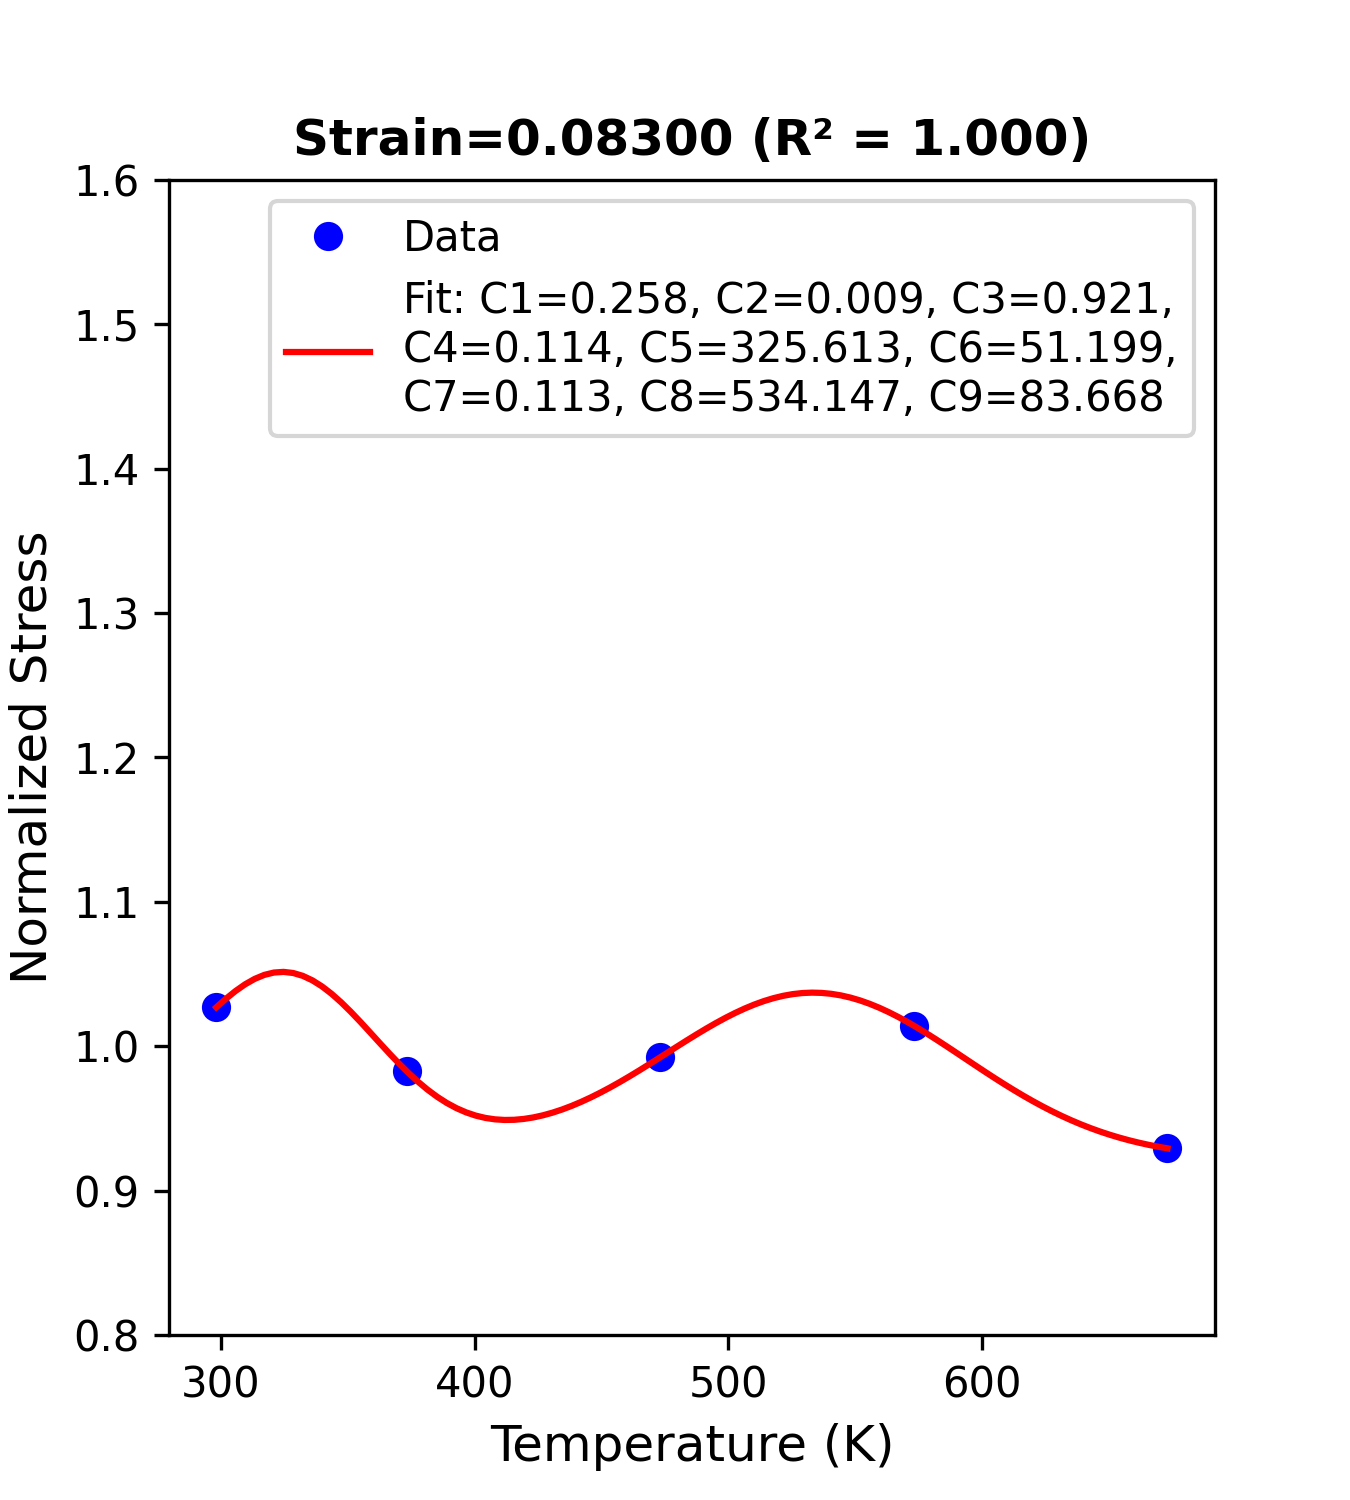 Strain=0.08300 (R² = 1.000)
1.6
1.5
1.4
1.3
1.2
1.1
1.0
0.9
0.8
Normalized Stress
Data
Fit: C1=0.258, C2=0.009, C3=0.921,
C4=0.114, C5=325.613, C6=51.199,
C7=0.113, C8=534.147, C9=83.668
300 400 500 600
Temperature (K)